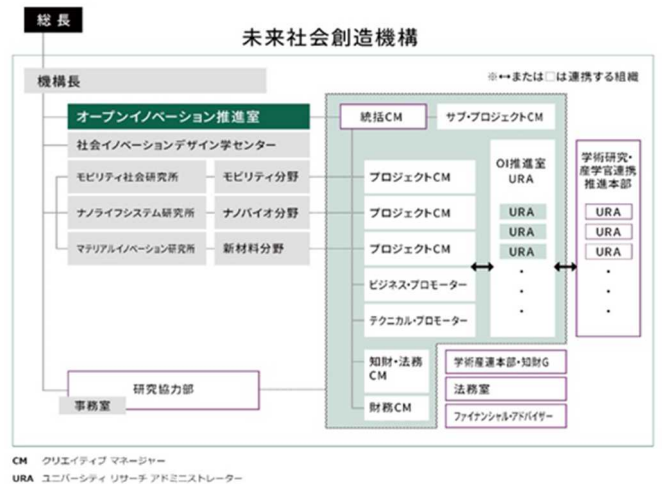 総長
未来社会創造機構
機構長
※↔または□は連携する組織
オープンイノベーション推進室
統括CM
サブ・プロジェクトCM
社会イノベーションデザイン学センター
OI推進室
URA
学術研究・
産学官連携
推進本部
モビリティ社会研究所
モビリティ分野
プロジェクトCM
ナノライフシステム研究所
ナノバイオ分野
プロジェクトCM
URA
URA
URA
URA
マテリアルイノベーション研究所
新材料分野
プロジェクトCM
URA
URA
ビジネス・プロモーター
テクニカル・プロモーター
研究協力部
事務室
知財・法務
CM
学術産連本部・知財G
法務室
財務CM
ファイナンシャル・アドバイザー
CM クリエイティブ マネージャー
URA ユニバーシティ リサーチ アドミニストレーター